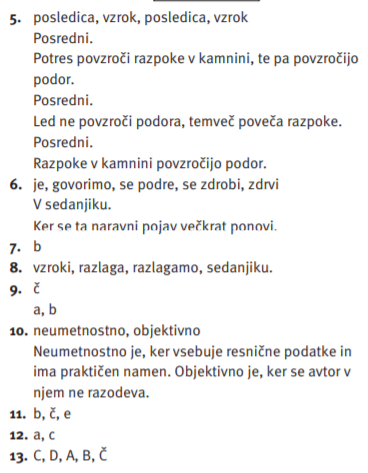 5. posledica, vzrok, posledica, vzrok
Posredni.
Potres povzroči razpoke v kamnini, te pa povzročijo
podor.
Posredni.
Led ne povzroči podora, temveč poveča razpoke.
Posredni.
Razpoke v kamnini povzročijo podor.
6. je, govorimo, se podre, se zdrobi, zdrvi
V sedanjiku.
Ker se ta naravni pojav večkrat ponovi.
7. b
8. vzroki, razlaga, razlagamo, sedanjiku.
9. č
a, b
10. neumetnostno, objektivno
Neumetnostno je, ker vsebuje resnične podatke in
ima praktičen namen. Objektivno je, ker se avtor v
njem ne razodeva.
11. b, č, e
12. a, c
13. C, D, A, B, Č